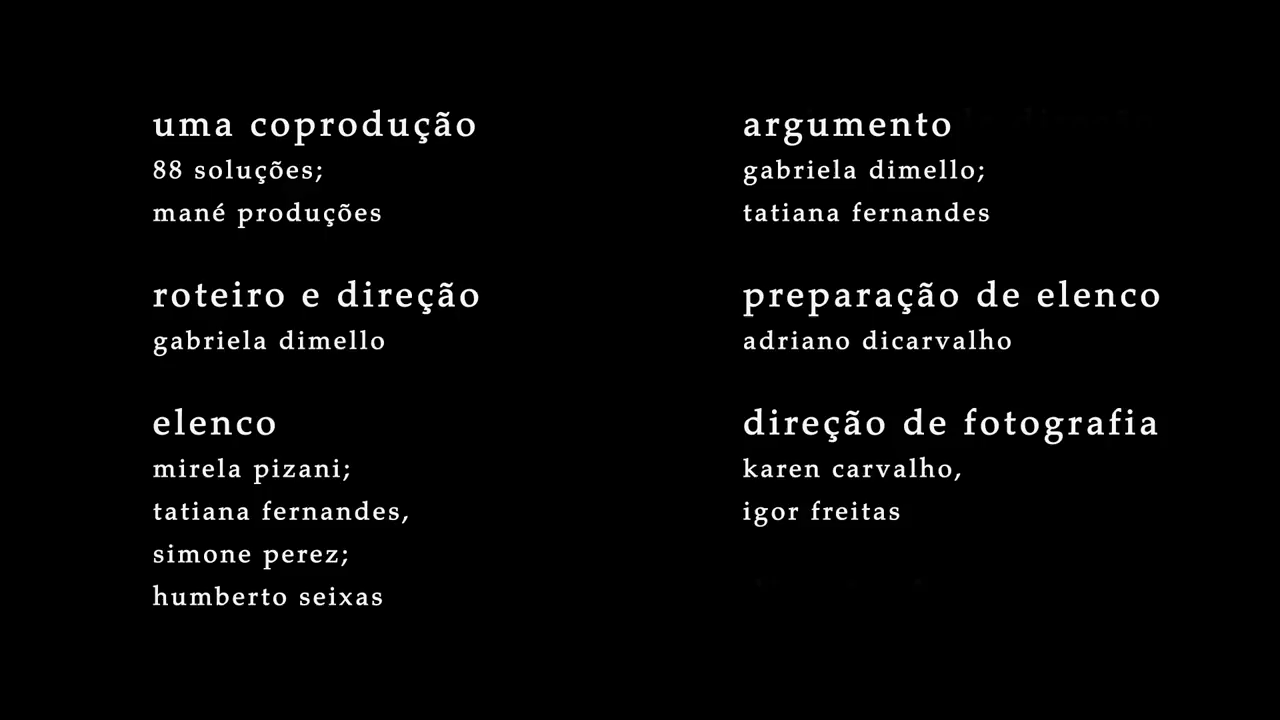 uma coprodução
88 soluções;
mané produções
roteiro e direção
gabriela dimello
elenco
mirela pizani;
tatiana fernandes,
simone perez;
humberto seixas
argumento
gabriela dimello;
tatiana fernandes
preparação de elenco
adriano dicarvalho
direção de fotografia
karen carvalho,
igor freitas